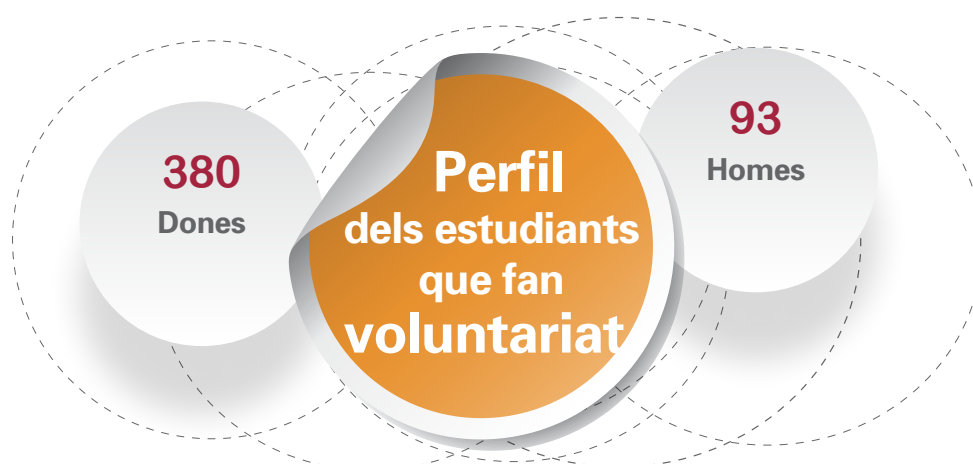 380
Dones
Perfil
dels estudiants
que fan
voluntariat
93
Homes